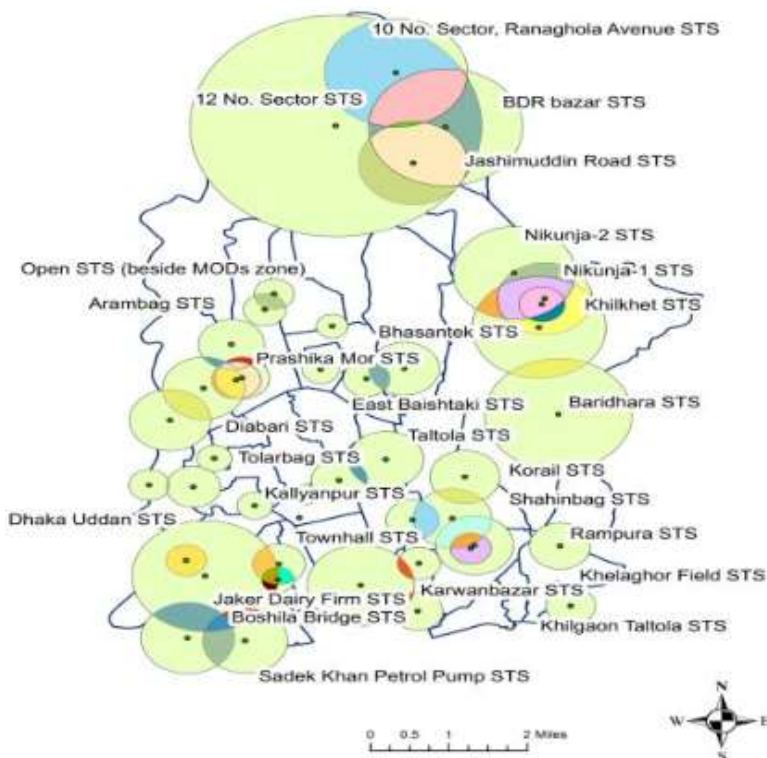 10 No. Sector, Ranaghola Avenue STS
12 No. Sector STS
BDR bazar STS
Jashimuddin Road STS
Nikunja-2 STS
Open STS (beside MODs zone)
Nikunja-1 STS
Arambag STS
Khilkhet STS
Bhasantek STS
Prashika Mor STS
East Baishtaki STS
Baridhara STS
Diabari STS
Taltola STS
Tolarbag STS
Korail STS
Kallyanpur STS
Shahinbag STS
Dhaka Uddan STS
Townhall STS
Rampura STS
Khelaghor Field STS
Jaker Dairy Firm STS
Karwanbazar STS
Boshila Bridge STS
Khilgaon Taltola STS
Sadek Khan Petrol Pump STS
N
W E
S
0 0.5 1 2 Miles